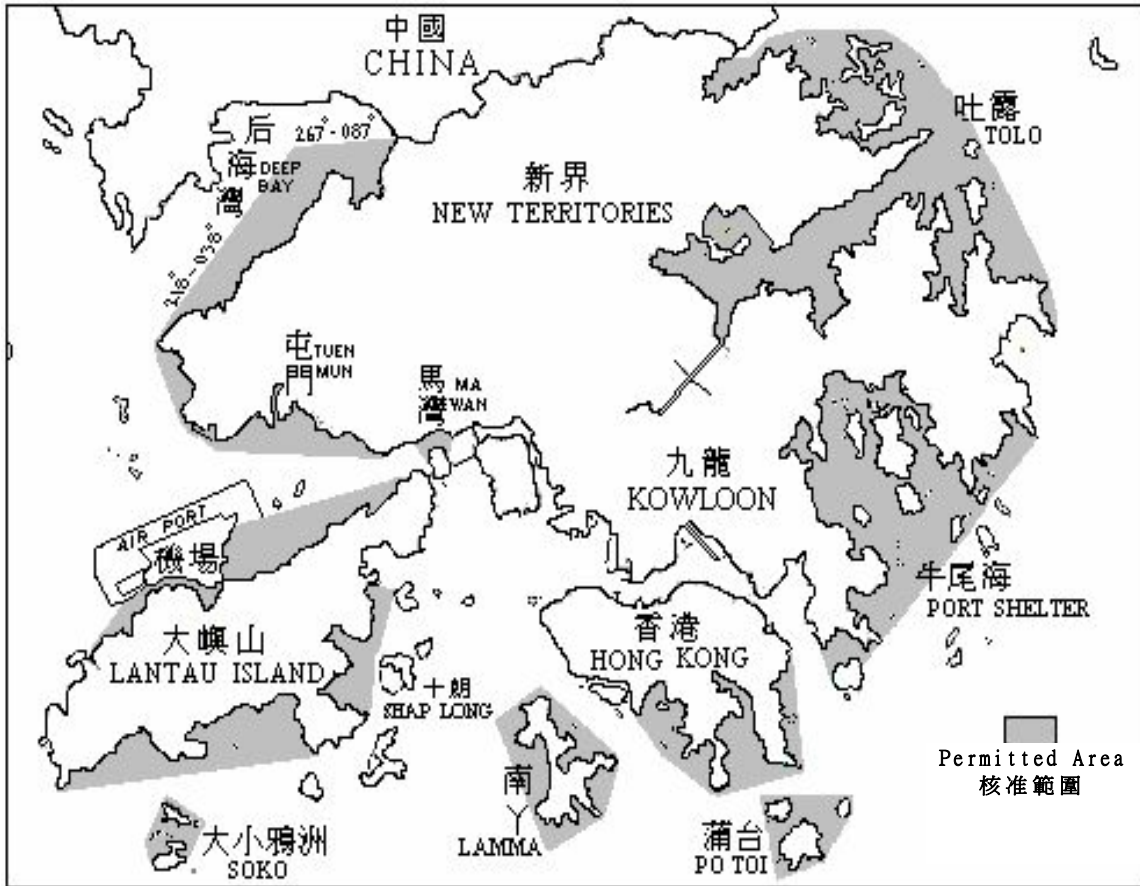 中國
CHINA
后海灣
DEEP
BAY
267°-087°
218°-038°
吐露
TOLO
新界
NEW TERRITORIES
屯門
TUEN
MUN
馬灣
MA
WAN
九龍
KOWLOON
AIR PORT
機場
牛尾海
PORT SHELTER
大嶼山
LANTAU ISLAND
香港
HONG KONG
十朗
SHAP LONG
Permitted Area
核准範圍
南丫
LAMMA
大小鴉洲
SOKO
蒲台
PO TOI